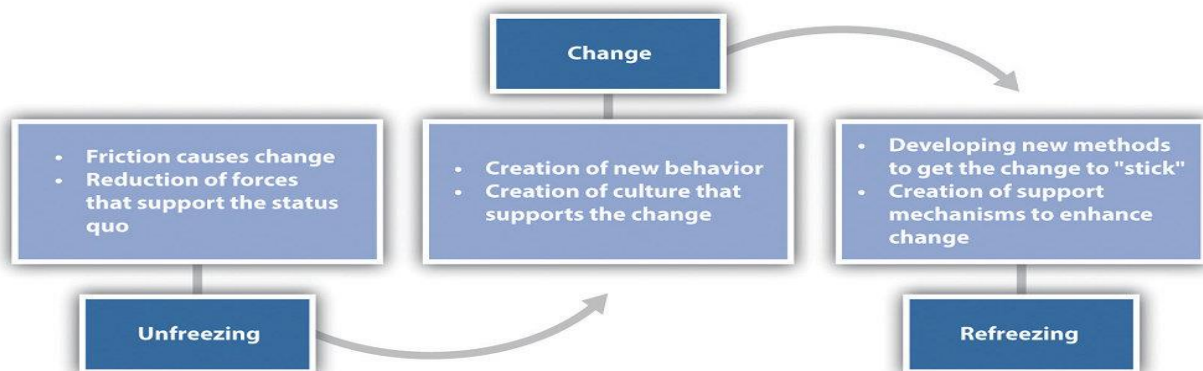 Change
• Friction causes change
• Reduction of forces
that support the status
quo
• Creation of new behavior
• Creation of culture that
supports the change
• Developing new methods
to get the change to "stick"
• Creation of support
mechanisms to enhance
change
Unfreezing
Refreezing